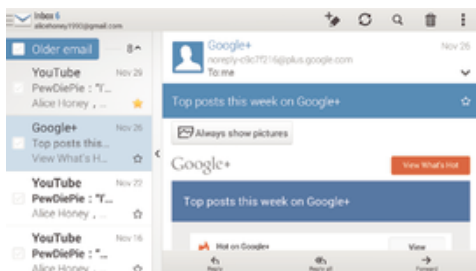 Inbox 6
alicehoney1990@gmail.com
Older email
8
YouTube
Nov 29
PewDiePie : "Y...
Alice Honey , ...
Google+
Nov 26
Top posts this...
View What's H...
YouTube
Nov 22
PewDiePie : "Y...
Alice Honey , ...
YouTube
Nov 16
PewDiePie : "...
Alice Honey , ...
Google+
Nov 26
noreply-c9c7f216@plus.google.com
To:me
Top posts this week on Google+
Always show pictures
Google+
View What's Hot
Top posts this week on Google+
Hot on Google+
View
Reply
Reply all
Forward